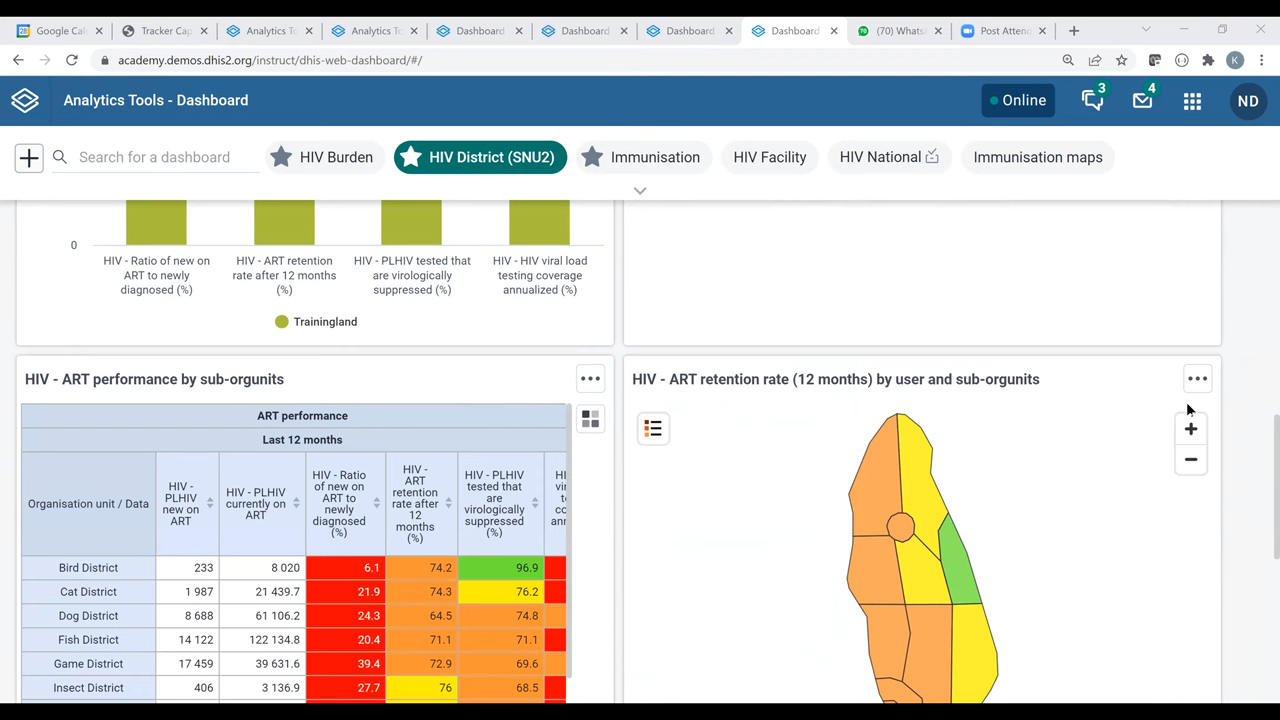 Google Cal
Tracker Cap
Analytics To
Analytics To
Dashboard
Dashboard
Dashboard
Dashboard
(70) Whats
Post Attend
academy.demos.dhis2.org/instruct/dhis-web-dashboard/#/
K
Analytics Tools - Dashboard
Online
3
4
ND
Search for a dashboard
HIV Burden
HIV District (SNU2)
Immunisation
HIV Facility
HIV National
Immunisation maps
0
HIV - Ratio of new on
ART to newly
diagnosed (%)
HIV - ART retention
rate after 12 months
(%)
HIV - PLHIV tested that
are virologically
suppressed (%)
HIV - HIV viral load
testing coverage
annualized (%)
Trainingland
HIV - ART performance by sub-orgunits
ART performance
Last 12 months
Organisation unit / Data
HIV -
PLHIV
new on
ART
HIV - PLHIV
currently on
ART
HIV - Ratio
of new on
ART to
newly
diagnosed
(%)
HIV -
ART
retention
rate after
12
months
(%)
HIV - PLHIV
tested that
are
virologically
suppressed
(%)
Bird District 233 8 020 6.1 74.2 96.9
Cat District 1 987 21 439.7 21.9 74.3 76.2
Dog District 8 688 61 106.2 24.3 64.5 74.8
Fish District 14 122 122 134.8 20.4 71.1 71.1
Game District 17 459 39 631.6 39.4 72.9 69.6
Insect District 406 3 136.9 27.7 76 68.5
HIV - ART retention rate (12 months) by user and sub-orgunits
+
−